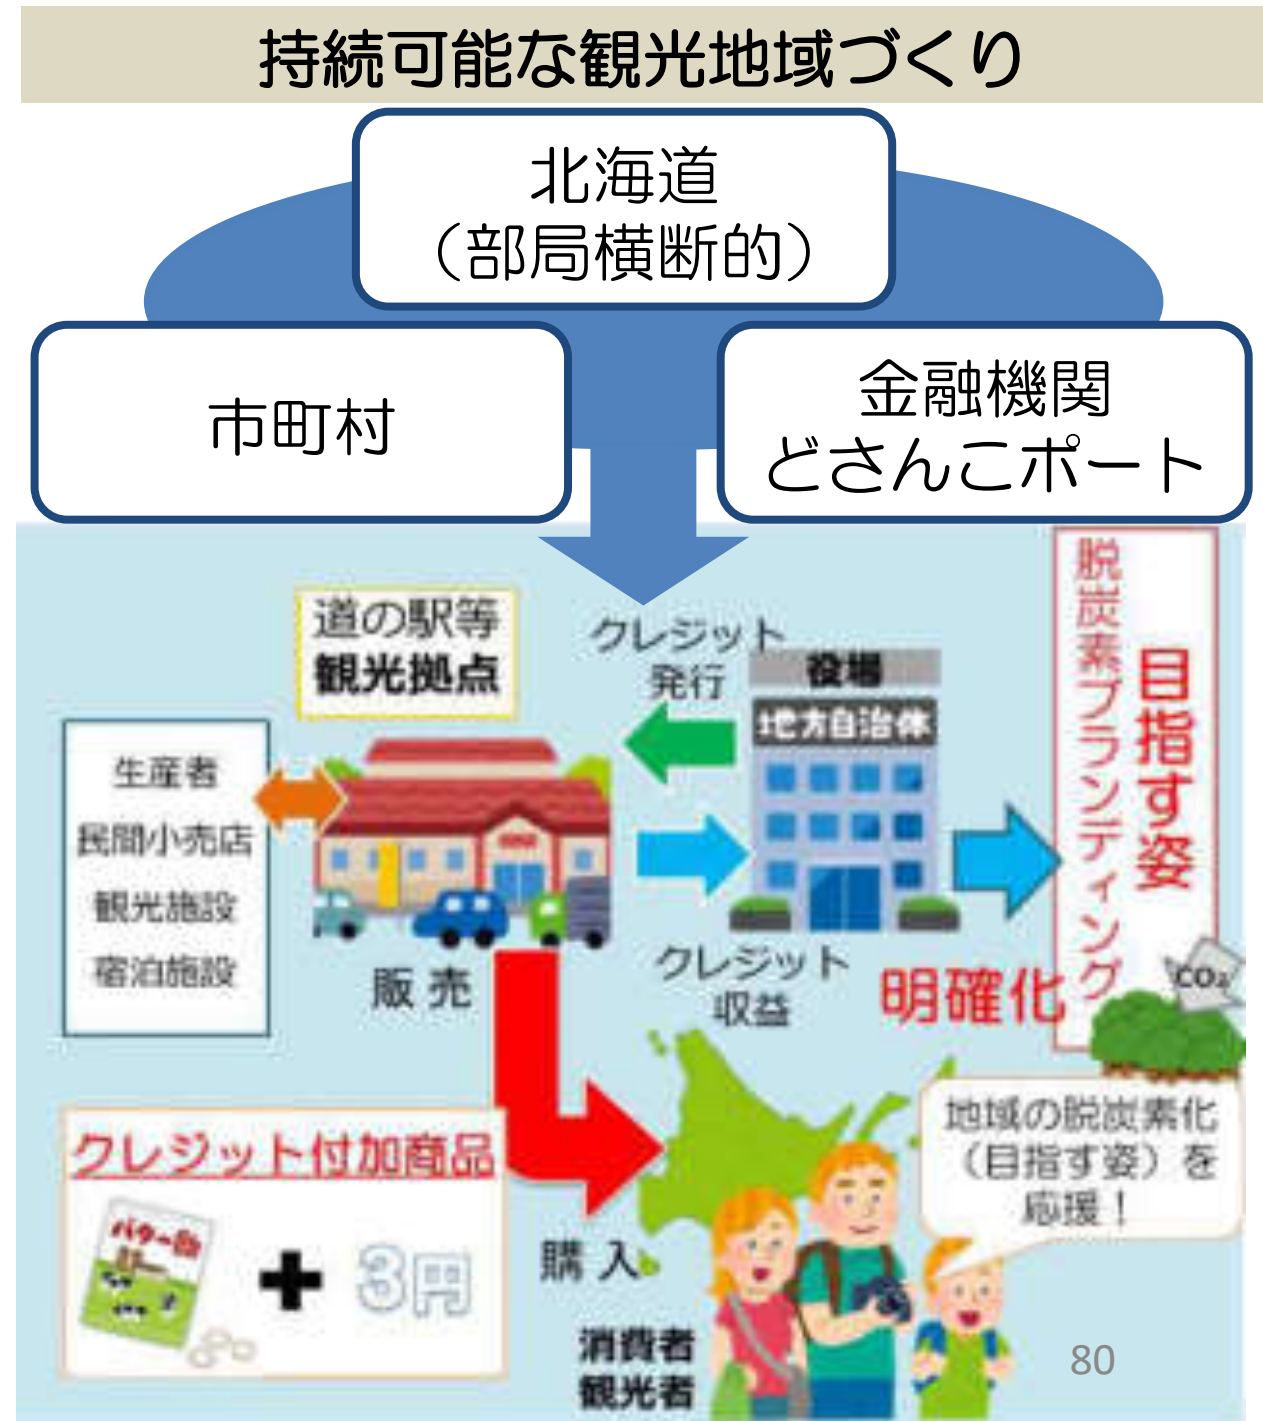 持続可能な観光地域づくり
北海道
（部局横断的）
市町村
金融機関
どさんこポート
道の駅等
観光拠点
クレジット
発行
役場
地方自治体
脱炭素ブランディング
目指す姿
生産者
民間小売店
観光施設
宿泊施設
販売
クレジット
収益
明確化
CO₂
クレジット付加商品
バター飴
＋ 3円
購入
地域の脱炭素化
（目指す姿）を
応援！
消費者
観光者
80